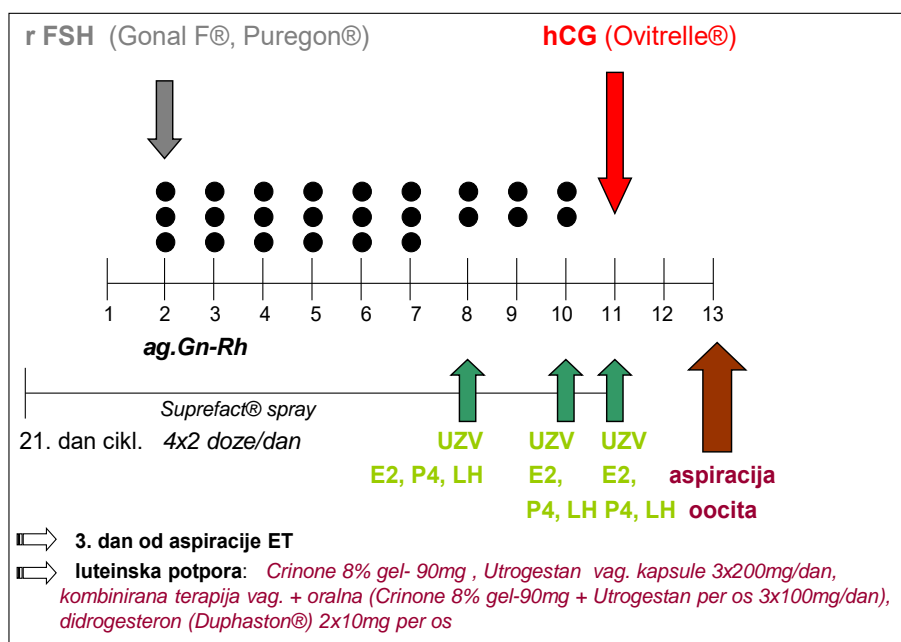 r FSH (Gonal F®, Puregon®)
hCG (Ovitrelle®)
1 2 3 4 5 6 7 8 9 10 11 12 13
ag.Gn-Rh
Suprefact® spray
21. dan cikl. 4x2 doze/dan
UZV UZV UZV
E2, P4, LH E2, E2, aspiracija
P4, LH P4, LH oocita
3. dan od aspiracije ET
luteinska potpora: Crinone 8% gel- 90mg , Utrogestan vag. kapsule 3x200mg/dan,
kombinirana terapija vag. + oralna (Crinone 8% gel-90mg + Utrogestan per os 3x100mg/dan),
didrogesteron (Duphaston®) 2x10mg per os